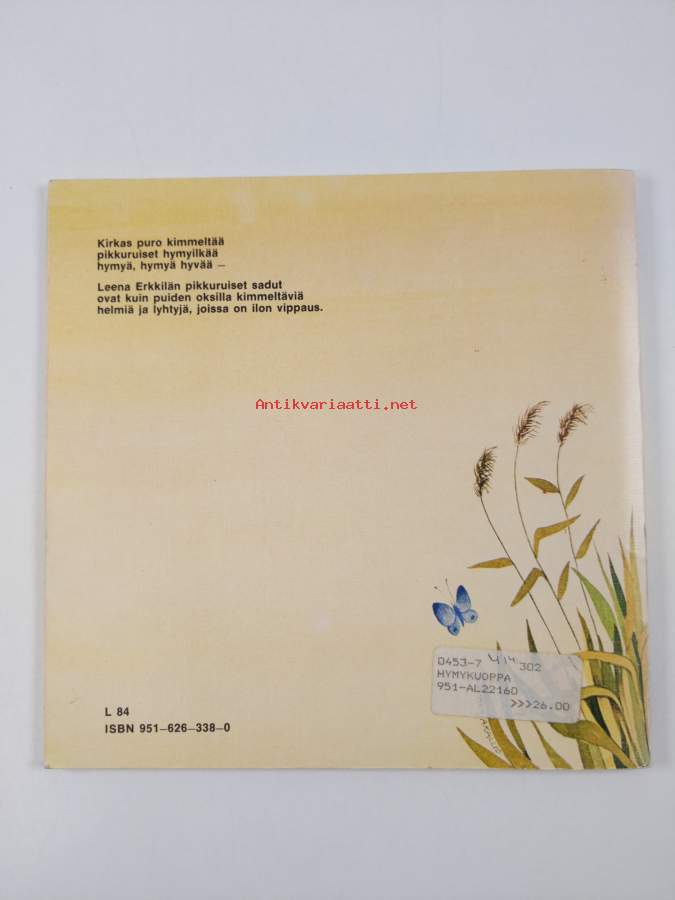 Kirkas puro kimmeltää
pikkuruiset hymyilkää
hymyä, hymyä hyvää –
Leena Erkkilän pikkuruiset sadut
ovat kuin puiden oksilla kimmeltäviä
helmiä ja lyhtyjä, joissa on ilon vippaus.
Antikvariaatti.net
0453-7 414 302
HYMYKUOPPA
951-AL22160
>>>26.00
L 84
ISBN 951–626–338–0